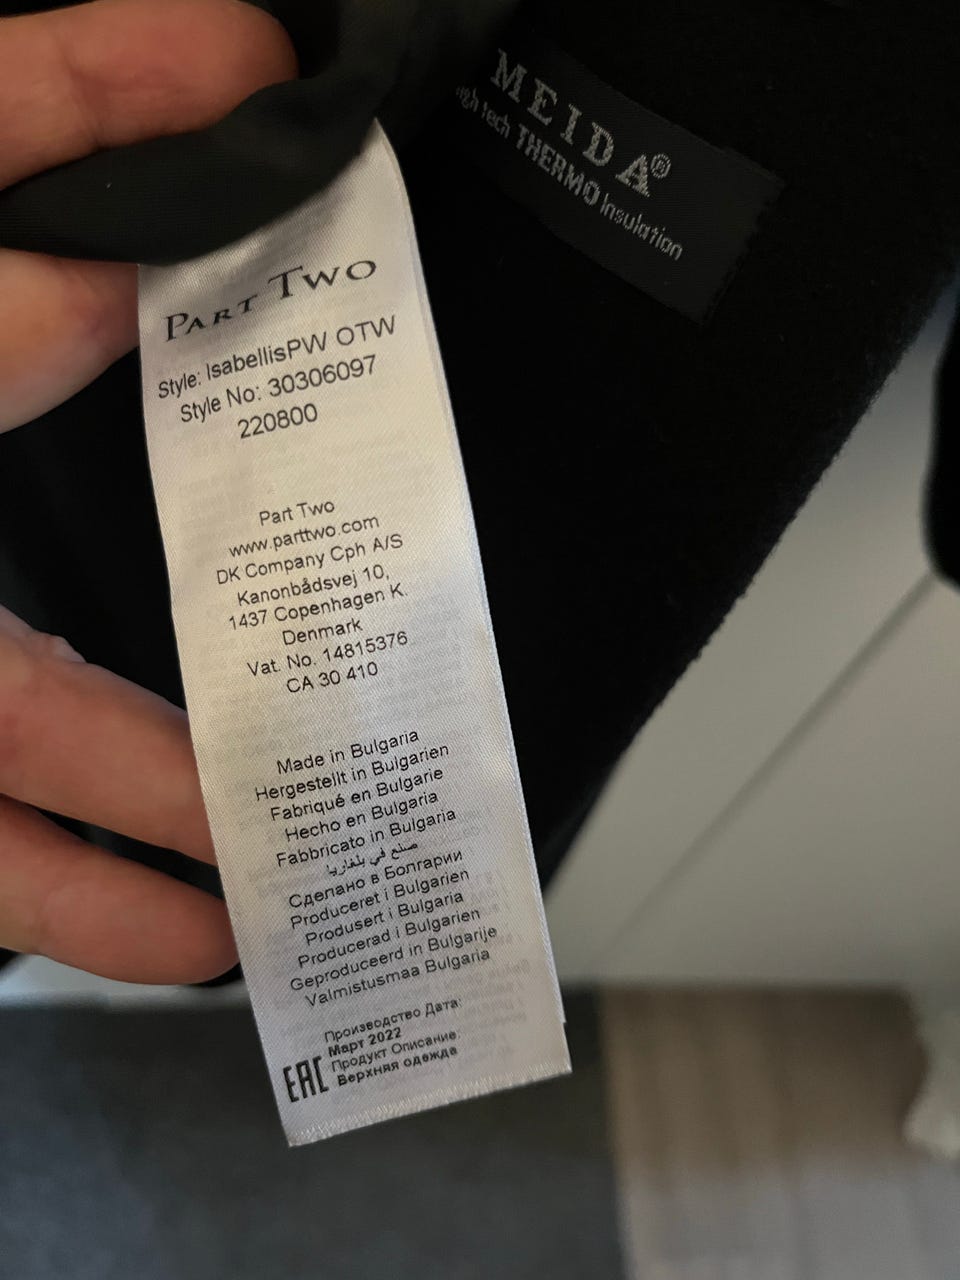 MEIDA®
High Tech THERMO Insulation
PART TWO
Style: IsabellisPW OTW
Style No: 30306097
220800
Part Two
www.parttwo.com
DK Company Cph A/S
Kanonbådsvej 10,
1437 Copenhagen K.
Denmark
Vat. No. 14815376
CA 30 410
Made in Bulgaria
Hergestellt in Bulgarien
Fabriqué en Bulgarie
Hecho en Bulgaria
Fabbricato in Bulgaria
صنع في بلغاريا
Сделано в Болгарии
Produceret i Bulgarien
Produsert i Bulgaria
Producerad i Bulgarien
Geproduceerd in Bulgarije
Valmistusmaa Bulgaria
Производство Дата:
Март 2022
Продукт Описание:
Верхняя одежда
EAC